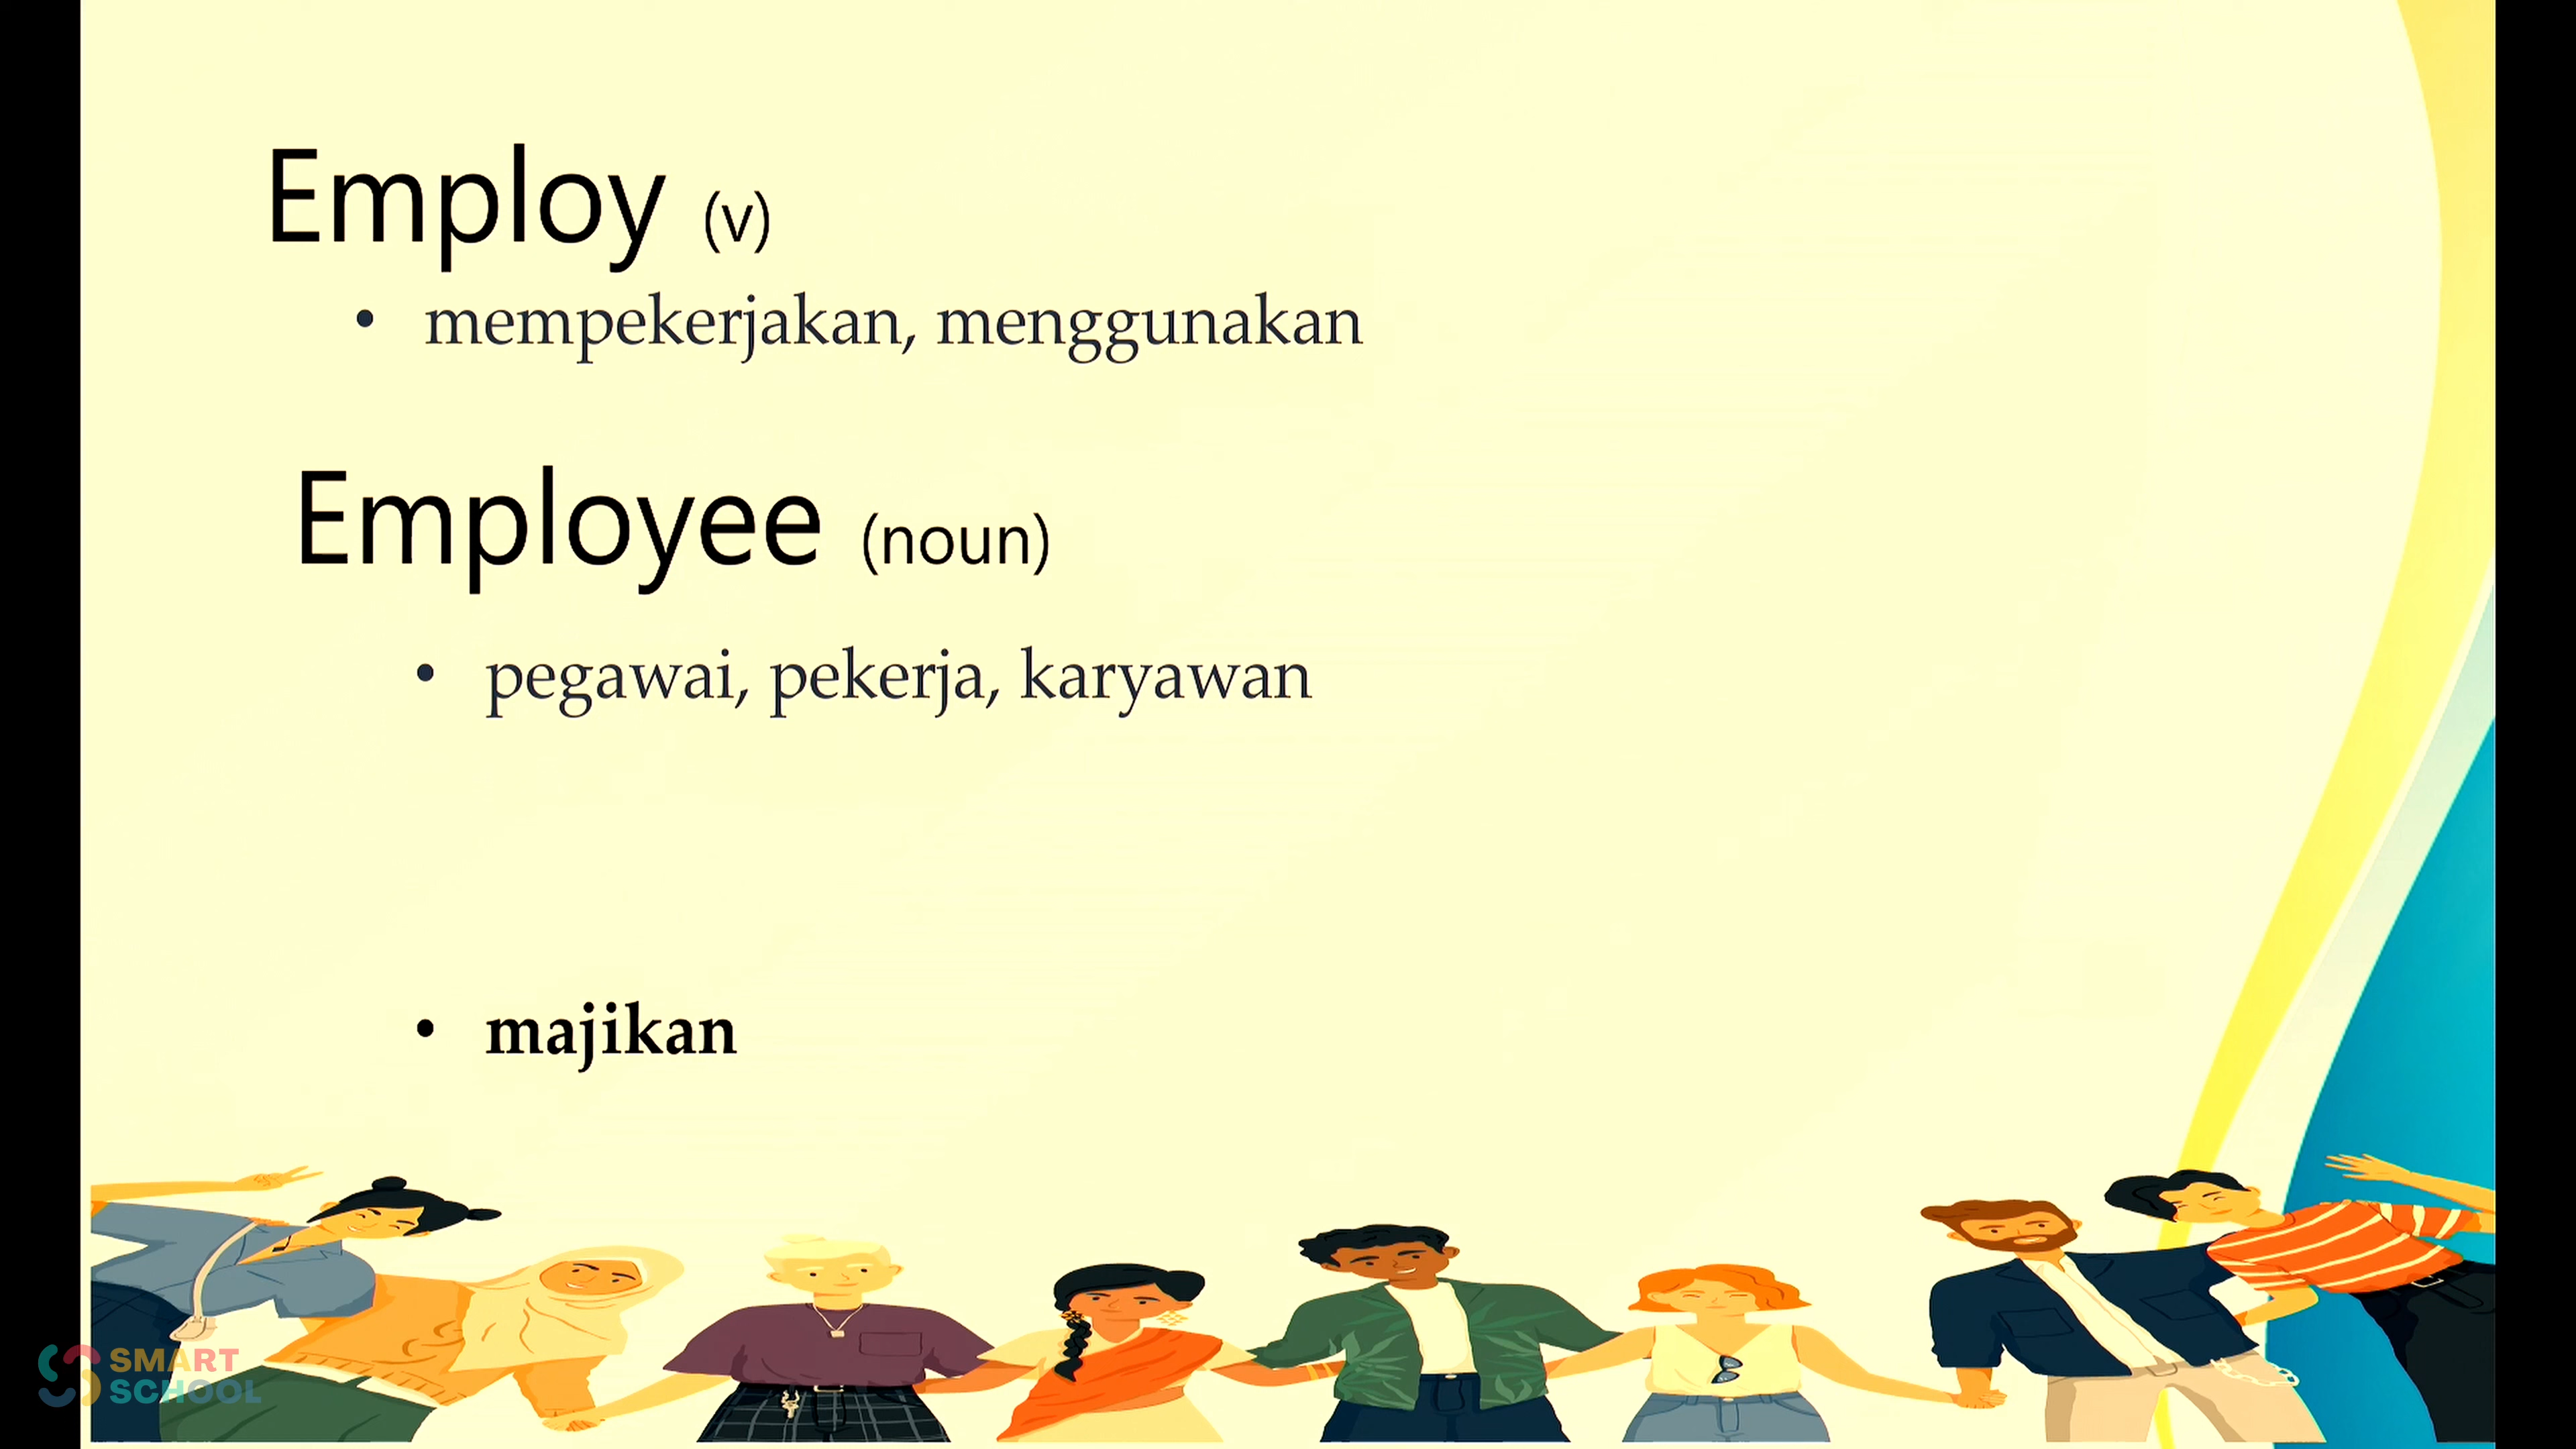 Employ (v)
• mempekerjakan, menggunakan
Employee (noun)
• pegawai, pekerja, karyawan
• majikan
SMART
SCHOOL